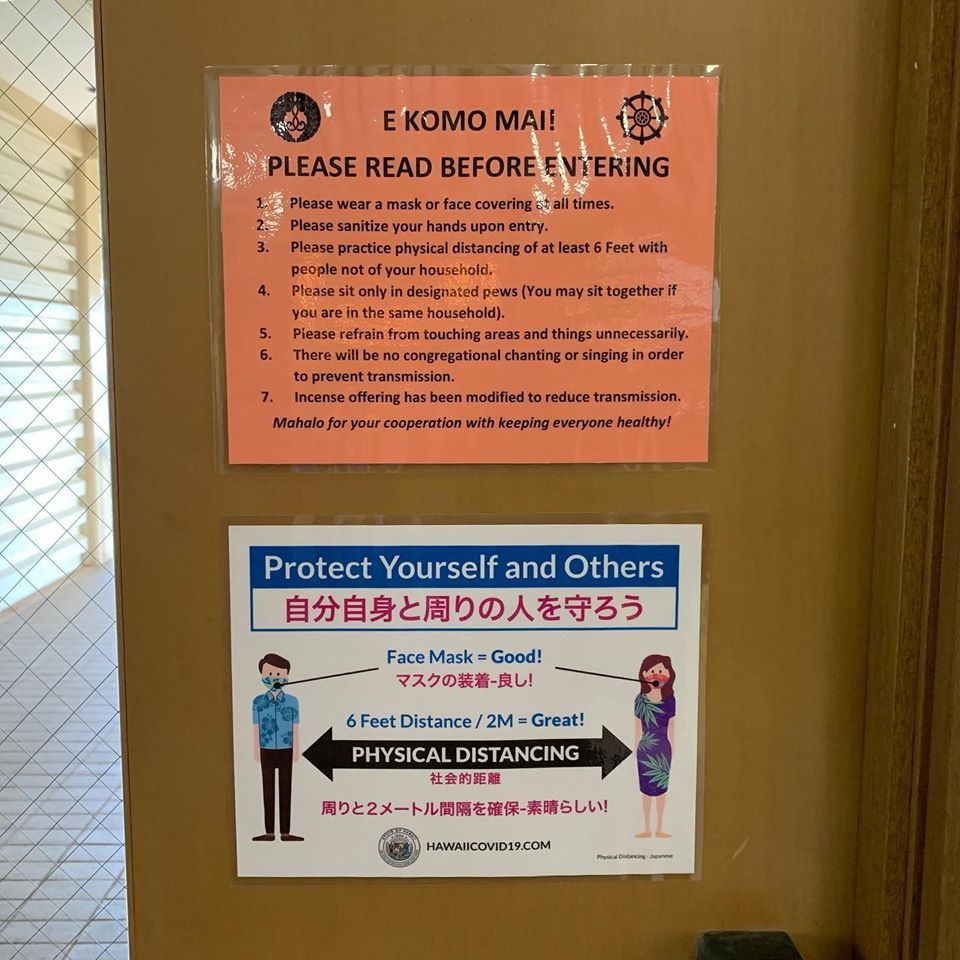 E KOMO MAI!
PLEASE READ BEFORE ENTERING
1. Please wear a mask or face covering at all times.
2. Please sanitize your hands upon entry.
3. Please practice physical distancing of at least 6 Feet with
people not of your household.
4. Please sit only in designated pews (You may sit together if
you are in the same household).
5. Please refrain from touching areas and things unnecessarily.
6. There will be no congregational chanting or singing in order
to prevent transmission.
7. Incense offering has been modified to reduce transmission.
Mahalo for your cooperation with keeping everyone healthy!
Protect Yourself and Others
自分自身と周りの人を守ろう
Face Mask = Good!
マスクの装着-良し!
6 Feet Distance / 2M = Great!
PHYSICAL DISTANCING
社会的距離
周りと2メートル間隔を確保-素晴らしい!
HAWAIICOVID19.COM
Physical Distancing - Japanese